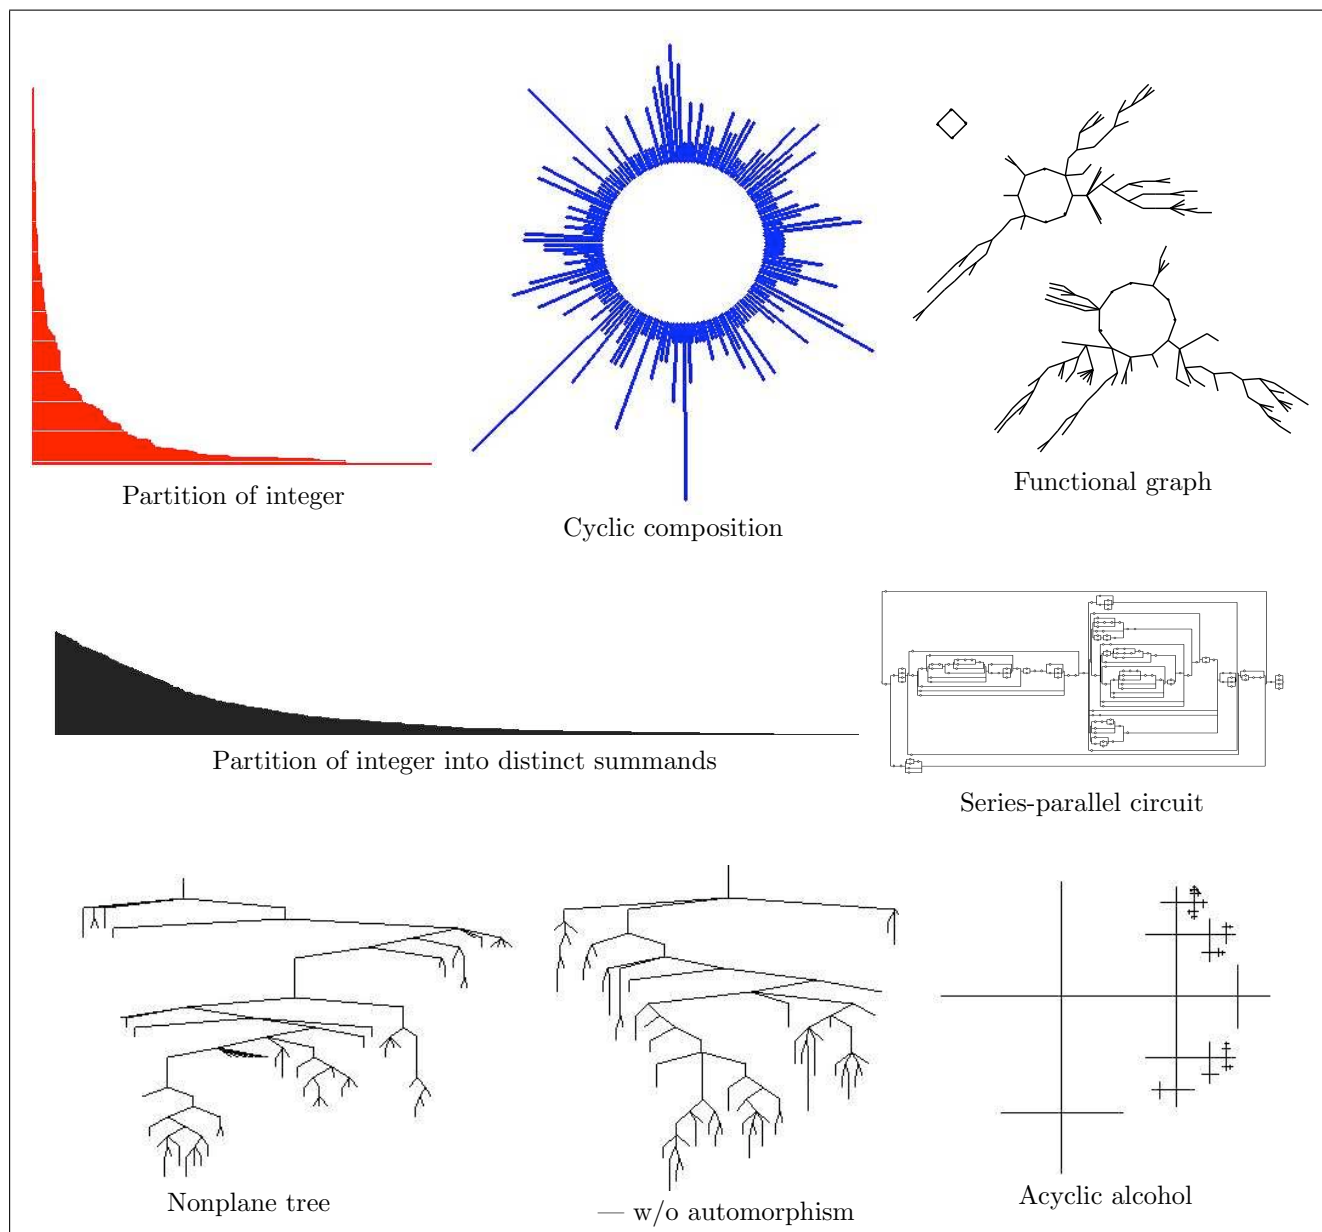 Partition of integer
Cyclic composition
Functional graph
Partition of integer into distinct summands
Series-parallel circuit
Nonplane tree
— w/o automorphism
Acyclic alcohol